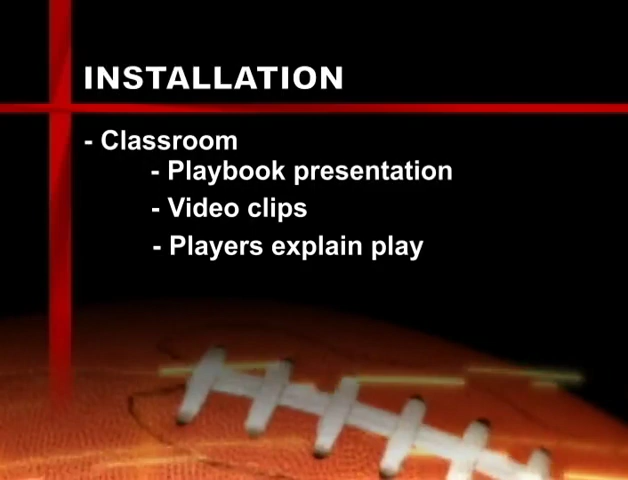 INSTALLATION
- Classroom
- Playbook presentation
- Video clips
- Players explain play